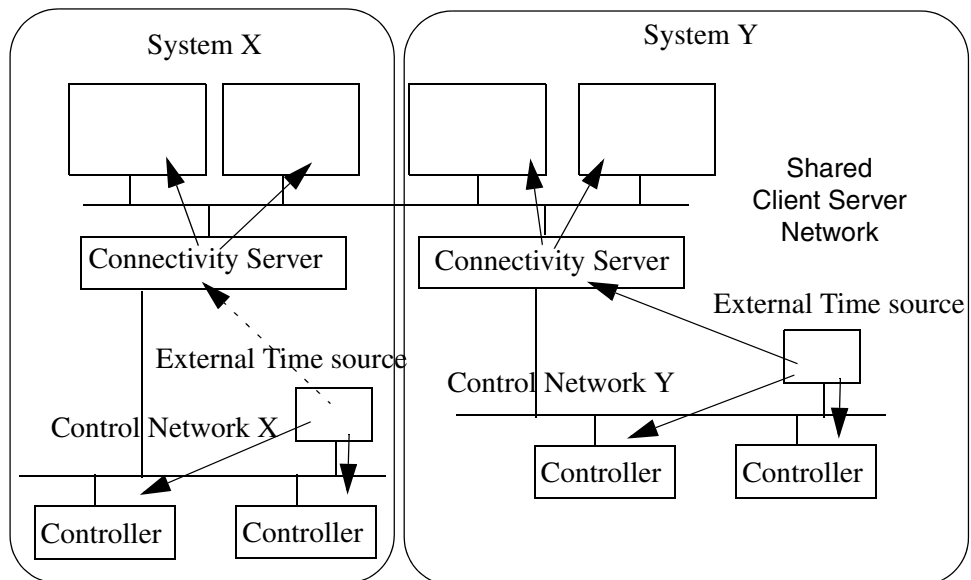 System X
System Y
Shared
Client Server
Network
Connectivity Server
Connectivity Server
External Time source
External Time source
Control Network Y
Control Network X
Controller
Controller
Controller
Controller